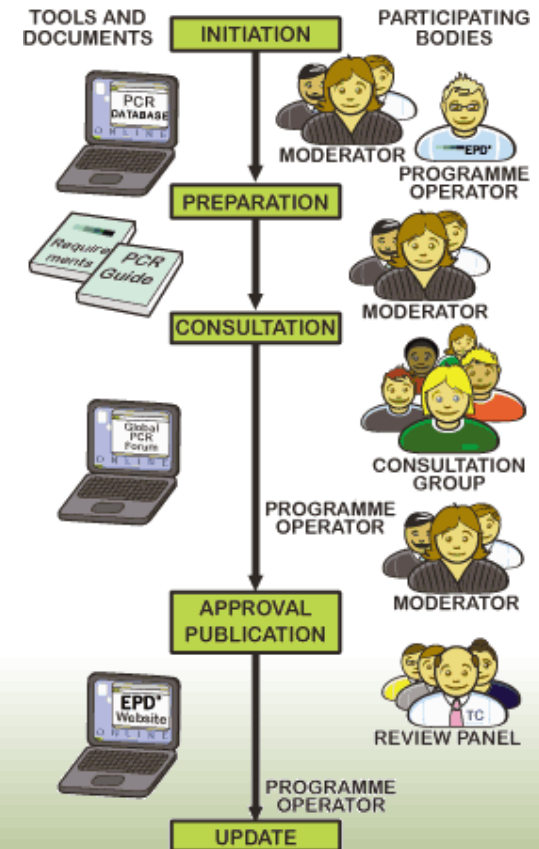 TOOLS AND
DOCUMENTS
INITIATION
PARTICIPATING
BODIES
PCR
DATABASE
ONLINE
MODERATOR
EPD®
PROGRAMME
OPERATOR
PREPARATION
Require
ments
PCR
Guide
MODERATOR
CONSULTATION
Global
PCR
Forum
ONLINE
CONSULTATION
GROUP
PROGRAMME
OPERATOR
MODERATOR
APPROVAL
PUBLICATION
EPD®
Website
ONLINE
TC
REVIEW PANEL
PROGRAMME
OPERATOR
UPDATE